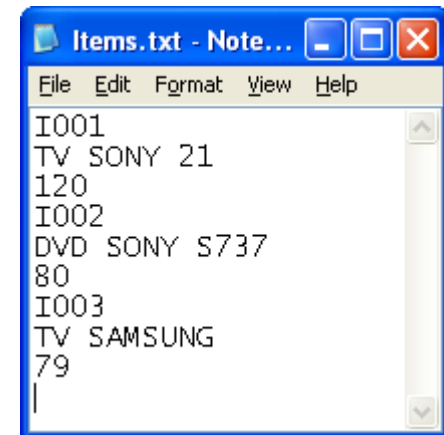 Items.txt - Note...
File Edit Format View Help
I001
TV SONY 21
120
I002
DVD SONY S737
80
I003
TV SAMSUNG
79